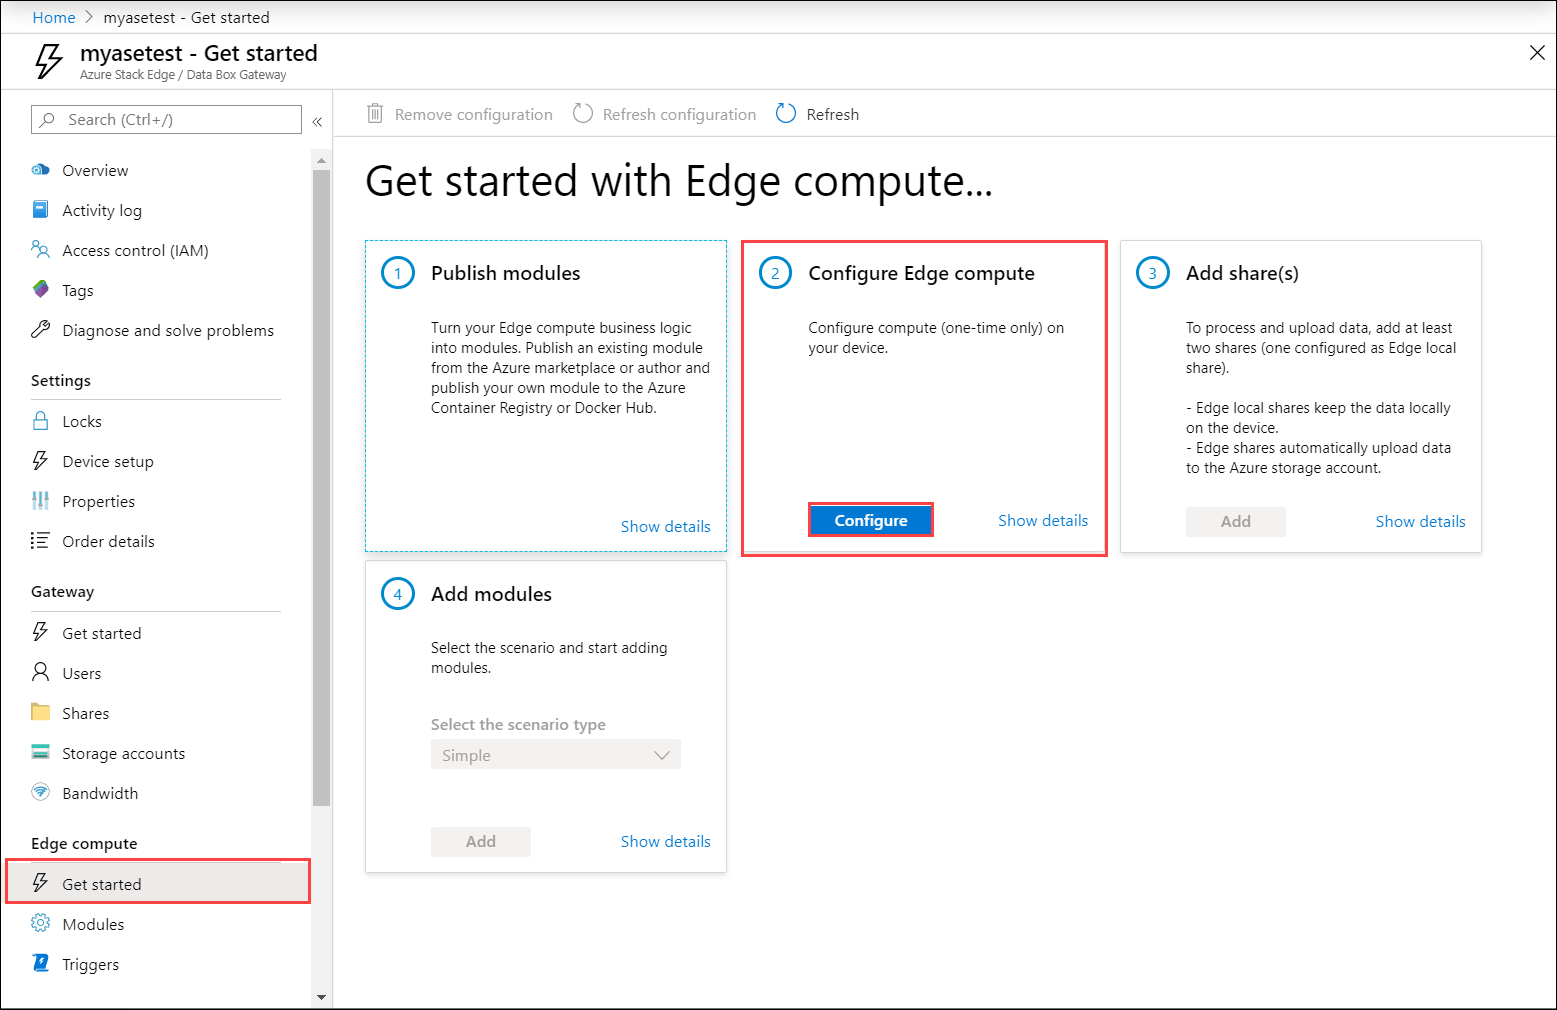 Home > myasetest - Get started
myasetest - Get started
Azure Stack Edge / Data Box Gateway
Search (Ctrl+/)
«
Overview
Activity log
Access control (IAM)
Tags
Diagnose and solve problems
Settings
Locks
Device setup
Properties
Order details
Gateway
Get started
Users
Shares
Storage accounts
Bandwidth
Edge compute
Get started
Modules
Triggers
Remove configuration Refresh configuration Refresh
Get started with Edge compute...
1 Publish modules
Turn your Edge compute business logic
into modules. Publish an existing module
from the Azure marketplace or author and
publish your own module to the Azure
Container Registry or Docker Hub.
Show details
2 Configure Edge compute
Configure compute (one-time only) on
your device.
Configure Show details
3 Add share(s)
To process and upload data, add at least
two shares (one configured as Edge local
share).
- Edge local shares keep the data locally
on the device.
- Edge shares automatically upload data
to the Azure storage account.
Add Show details
4 Add modules
Select the scenario and start adding
modules.
Select the scenario type
Simple
Add Show details